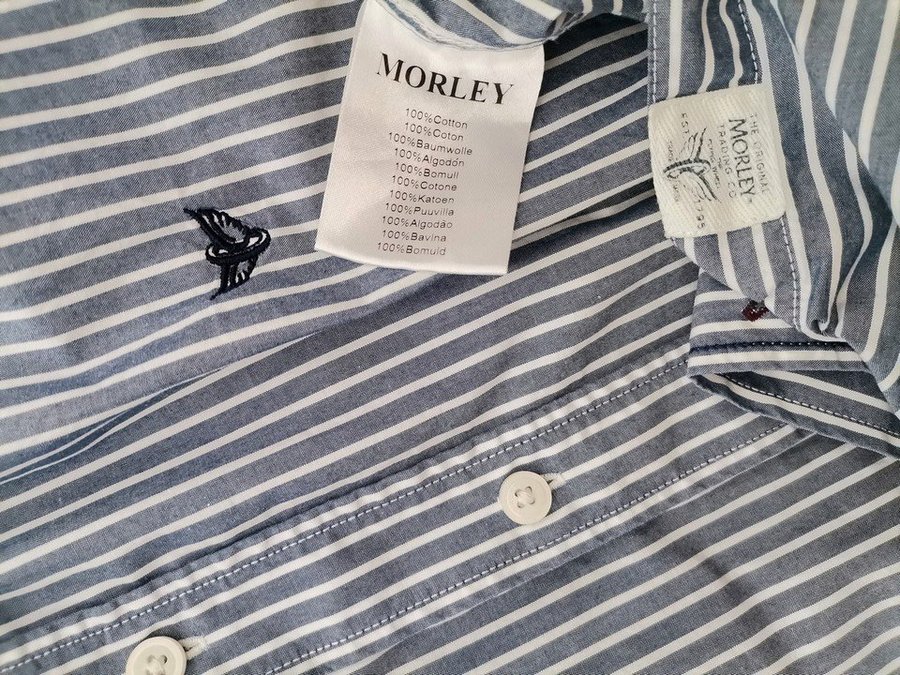 MORLEY
100%Cotton
100%Coton
100%Baumwolle
100%Algodón
100%Bomull
100%Cotone
100%Katoen
100%Puuvilla
100%Algodão
100%Bavina
100%Bomuld
THE ORIGINAL
MORLEY
TRADING CO